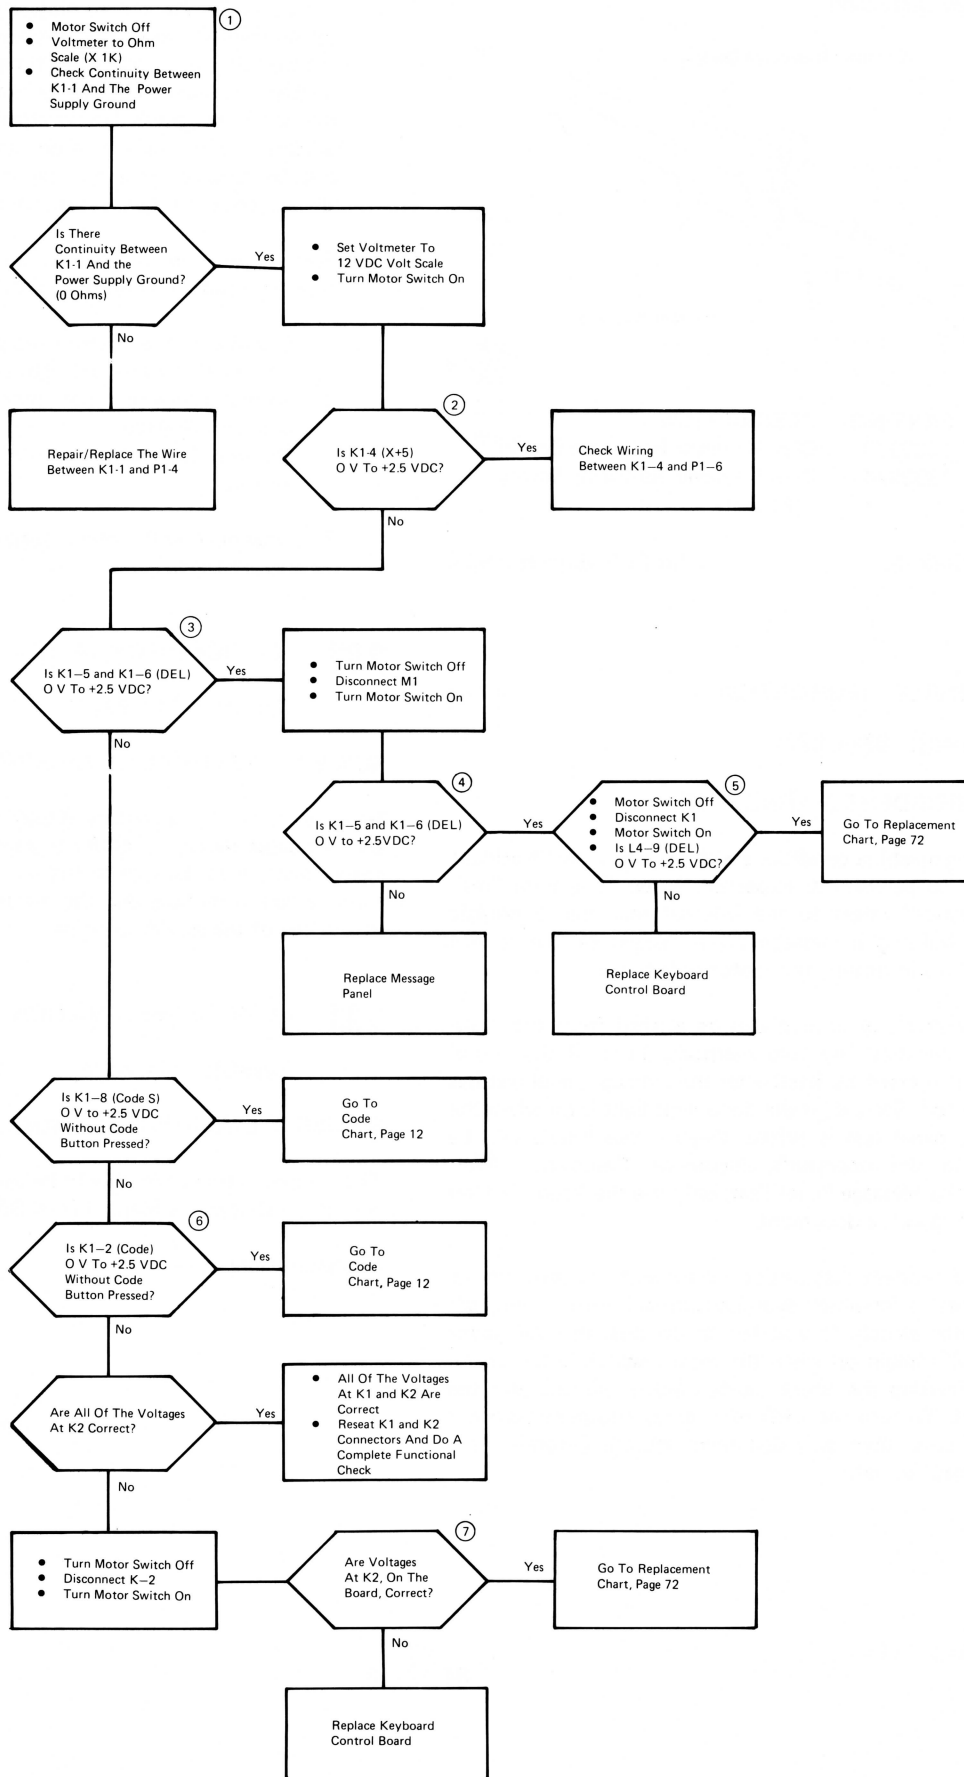 ①
● Motor Switch Off
● Voltmeter to Ohm
Scale (X 1K)
● Check Continuity Between
K1-1 And The Power
Supply Ground
Is There
Continuity Between
K1-1 And the
Power Supply Ground?
(0 Ohms)
Yes
● Set Voltmeter To
12 VDC Volt Scale
● Turn Motor Switch On
No
Repair/Replace The Wire
Between K1-1 and P1-4
②
Is K1-4 (X+5)
O V To +2.5 VDC?
Yes
Check Wiring
Between K1—4 and P1—6
No
③
Is K1—5 and K1—6 (DEL)
O V To +2.5 VDC?
Yes
● Turn Motor Switch Off
● Disconnect M1
● Turn Motor Switch On
No
④
Is K1—5 and K1—6 (DEL)
O V to +2.5VDC?
Yes
⑤
● Motor Switch Off
● Disconnect K1
● Motor Switch On
● Is L4—9 (DEL)
O V To +2.5 VDC?
Yes
Go To Replacement
Chart, Page 72
No
Replace Message
Panel
No
Replace Keyboard
Control Board
Is K1—8 (Code S)
O V to +2.5 VDC
Without Code
Button Pressed?
Yes
Go To
Code
Chart, Page 12
No
⑥
Is K1—2 (Code)
O V To +2.5 VDC
Without Code
Button Pressed?
Yes
Go To
Code
Chart, Page 12
No
Are All Of The Voltages
At K2 Correct?
Yes
● All Of The Voltages
At K1 and K2 Are
Correct
● Reseat K1 and K2
Connectors And Do A
Complete Functional
Check
No
● Turn Motor Switch Off
● Disconnect K—2
● Turn Motor Switch On
⑦
Are Voltages
At K2, On The
Board, Correct?
Yes
Go To Replacement
Chart, Page 72
No
Replace Keyboard
Control Board